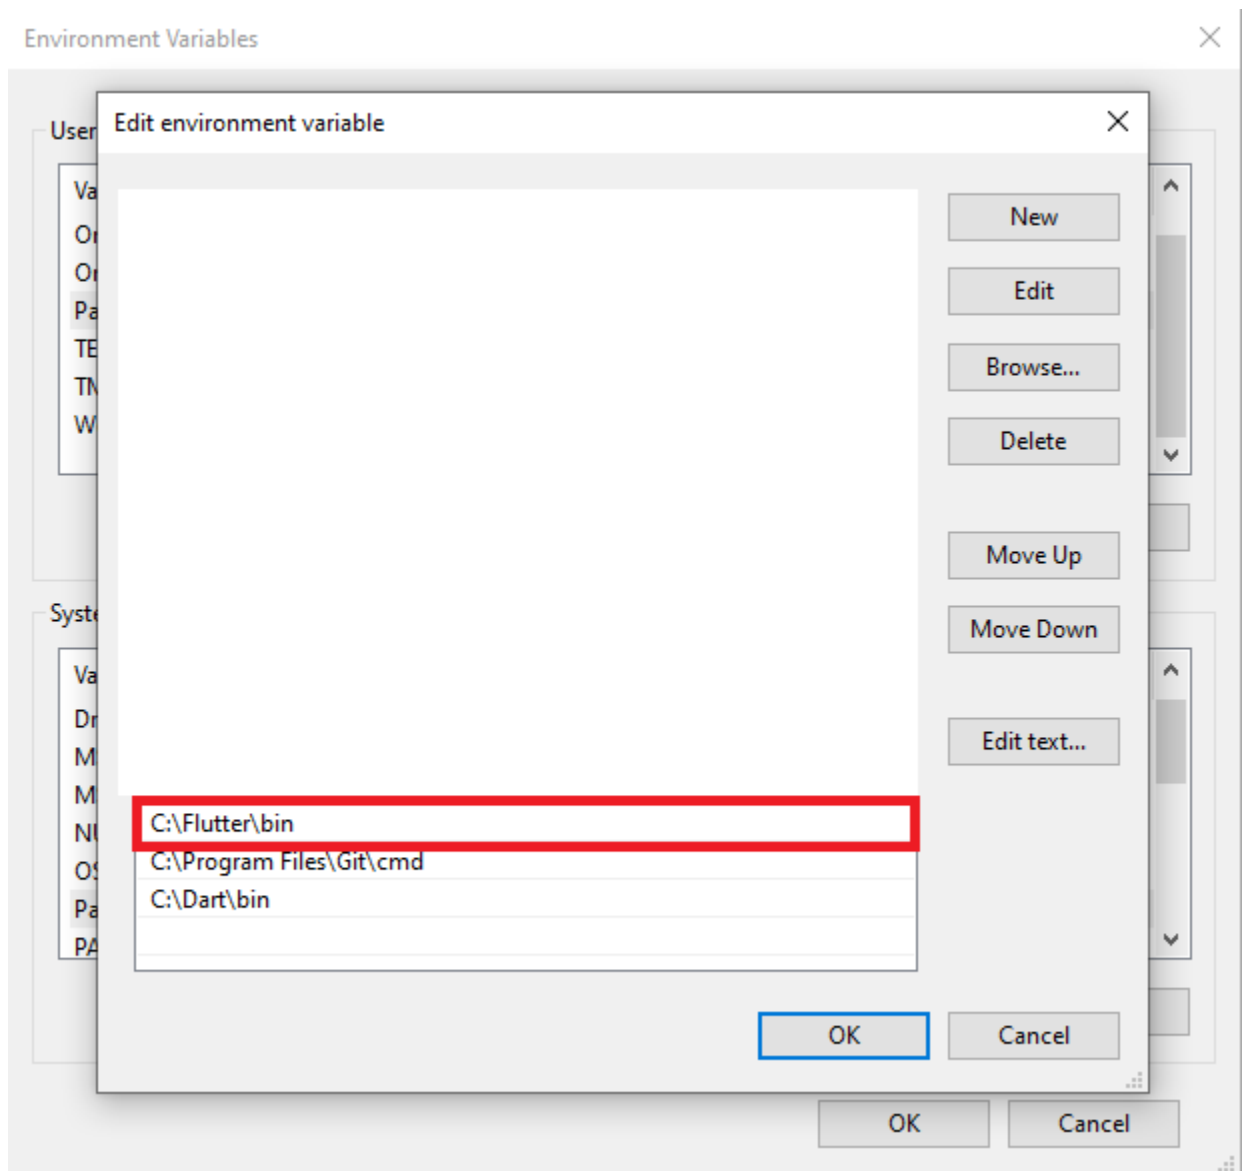 Environment Variables
Edit environment variable
User
New
Edit
Browse...
Delete
Move Up
Move Down
Edit text...
C:\Flutter\bin
C:\Program Files\Git\cmd
C:\Dart\bin
OK
Cancel
OK
Cancel